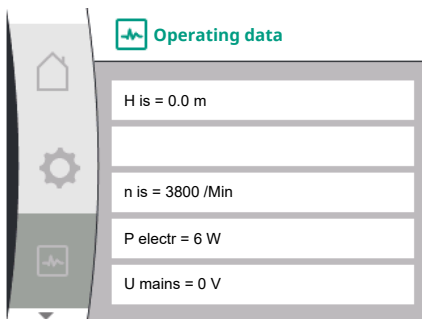 Operating data
H is = 0.0 m
n is = 3800 /Min
P electr = 6 W
U mains = 0 V